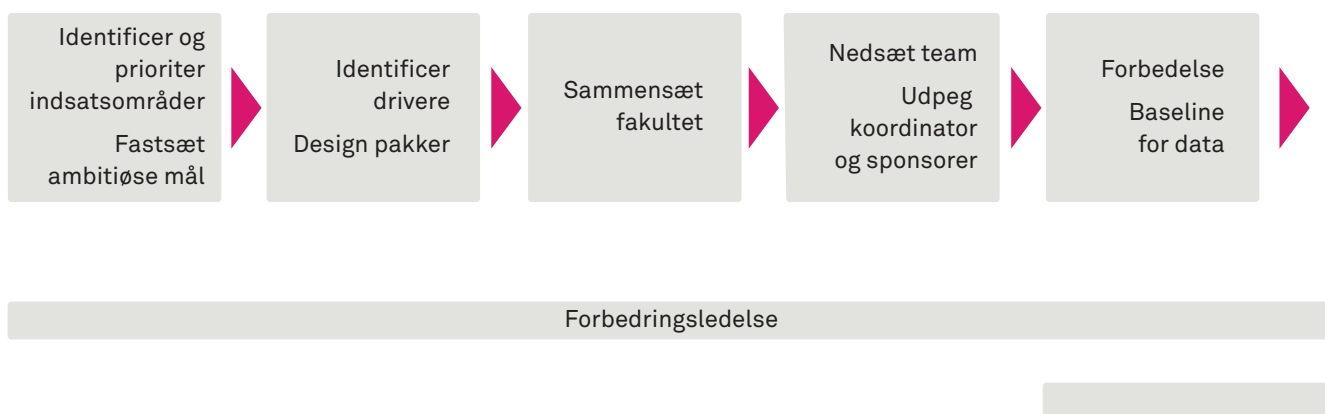 Identificer og
prioriter
indsatsområder
Fastsæt
ambitiøse mål
Identificer
drivere
Design pakker
Sammensæt
fakultet
Nedsæt team
Udpeg
koordinator
og sponsorer
Forbedelse
Baseline
for data
Forbedringsledelse